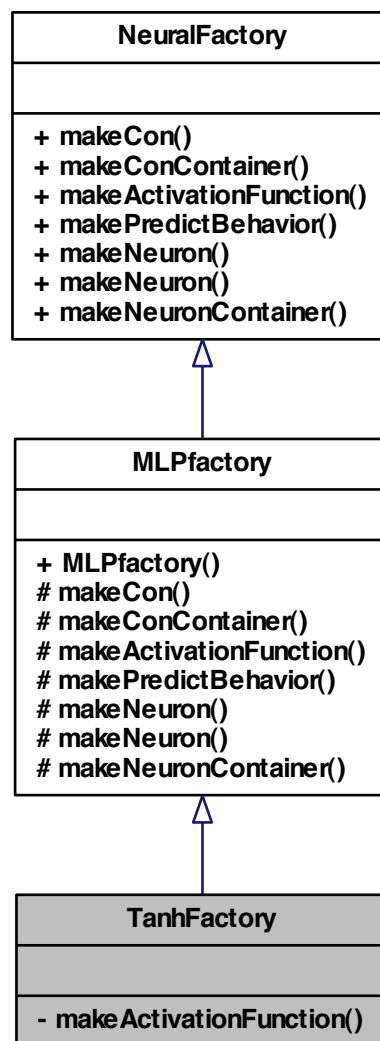 NeuralFactory
+ makeCon()
+ makeConContainer()
+ makeActivationFunction()
+ makePredictBehavior()
+ makeNeuron()
+ makeNeuron()
+ makeNeuronContainer()
MLPfactory
+ MLPfactory()
# makeCon()
# makeConContainer()
# makeActivationFunction()
# makePredictBehavior()
# makeNeuron()
# makeNeuron()
# makeNeuronContainer()
TanhFactory
- makeActivationFunction()